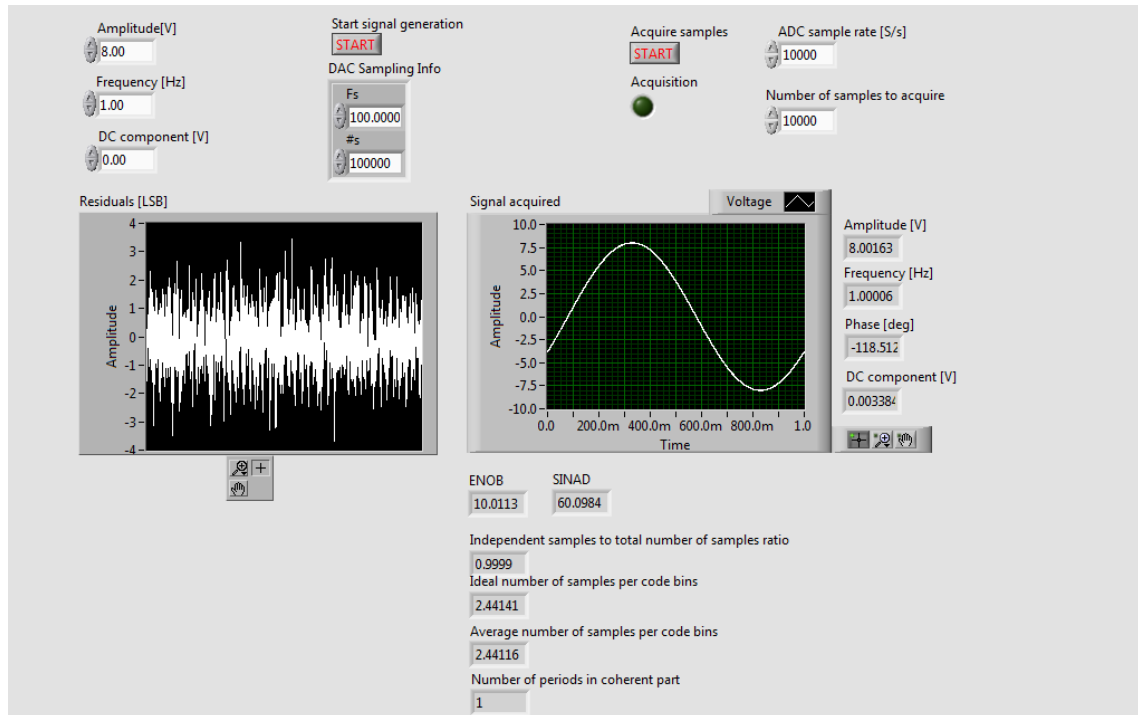 Amplitude[V]
8.00
Frequency [Hz]
1.00
DC component [V]
0.00
Start signal generation
START
DAC Sampling Info
Fs
100.0000
#s
100000
Acquire samples
START
Acquisition
ADC sample rate [S/s]
10000
Number of samples to acquire
10000
Residuals [LSB]
Amplitude
4
3
2
1
0
-1
-2
-3
-4
Signal acquired
Voltage
Amplitude
10.0
7.5
5.0
2.5
0.0
-2.5
-5.0
-7.5
-10.0
0.0 200.0m 400.0m 600.0m 800.0m 1.0
Time
Amplitude [V]
8.00163
Frequency [Hz]
1.00006
Phase [deg]
-118.512
DC component [V]
0.003384
ENOB SINAD
10.0113 60.0984
Independent samples to total number of samples ratio
0.9999
Ideal number of samples per code bins
2.44141
Average number of samples per code bins
2.44116
Number of periods in coherent part
1